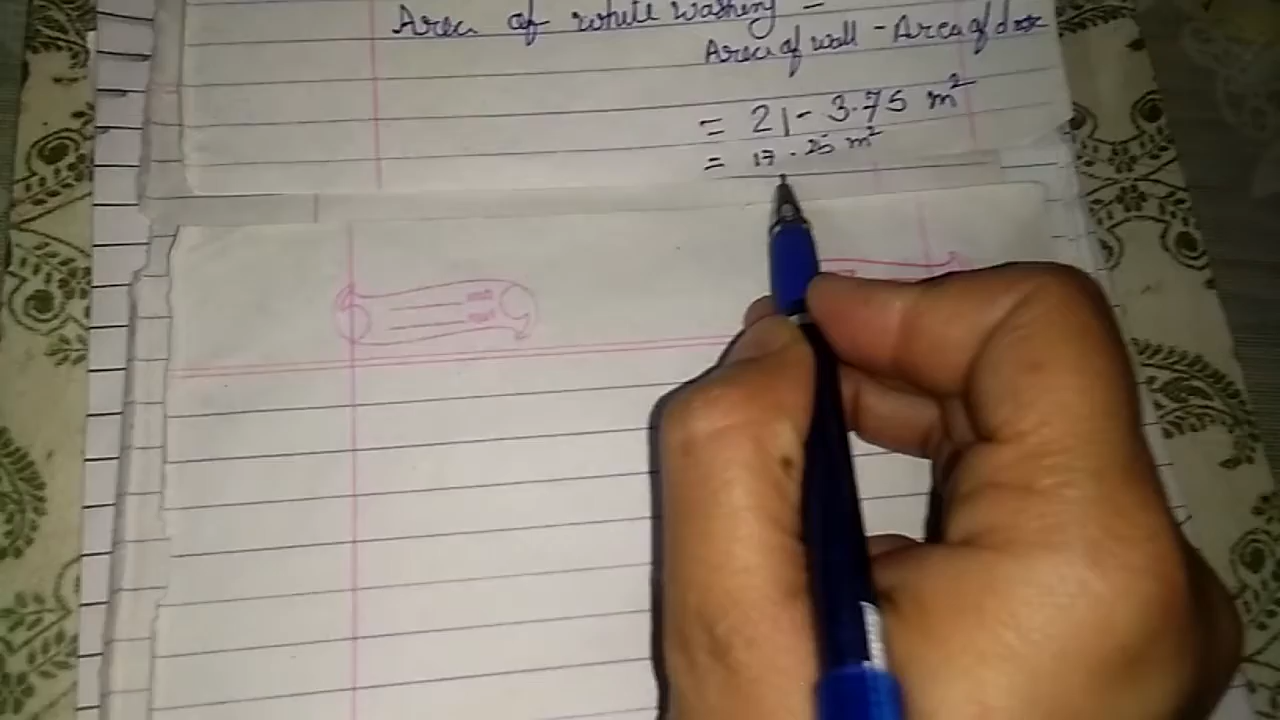 Area of white washing -
Area of wall - Area of door
= 21 - 3.75 m²
= 17.25 m²